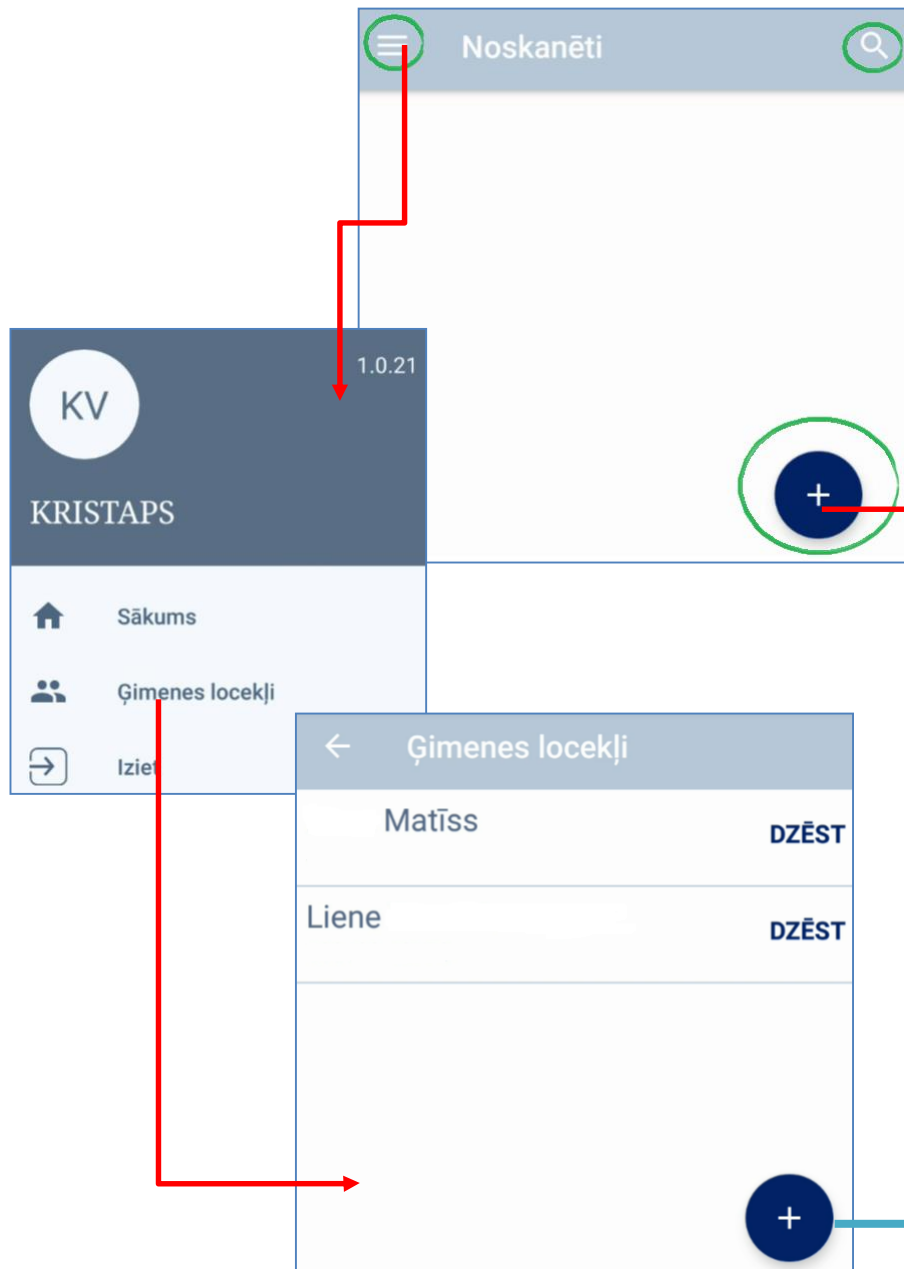 Noskanēti
1.0.21
KV
KRISTAPS
Sākums
Ģimenes locekļi
Iziet
Ģimenes locekļi
Matīss
DZĒST
Liene
DZĒST